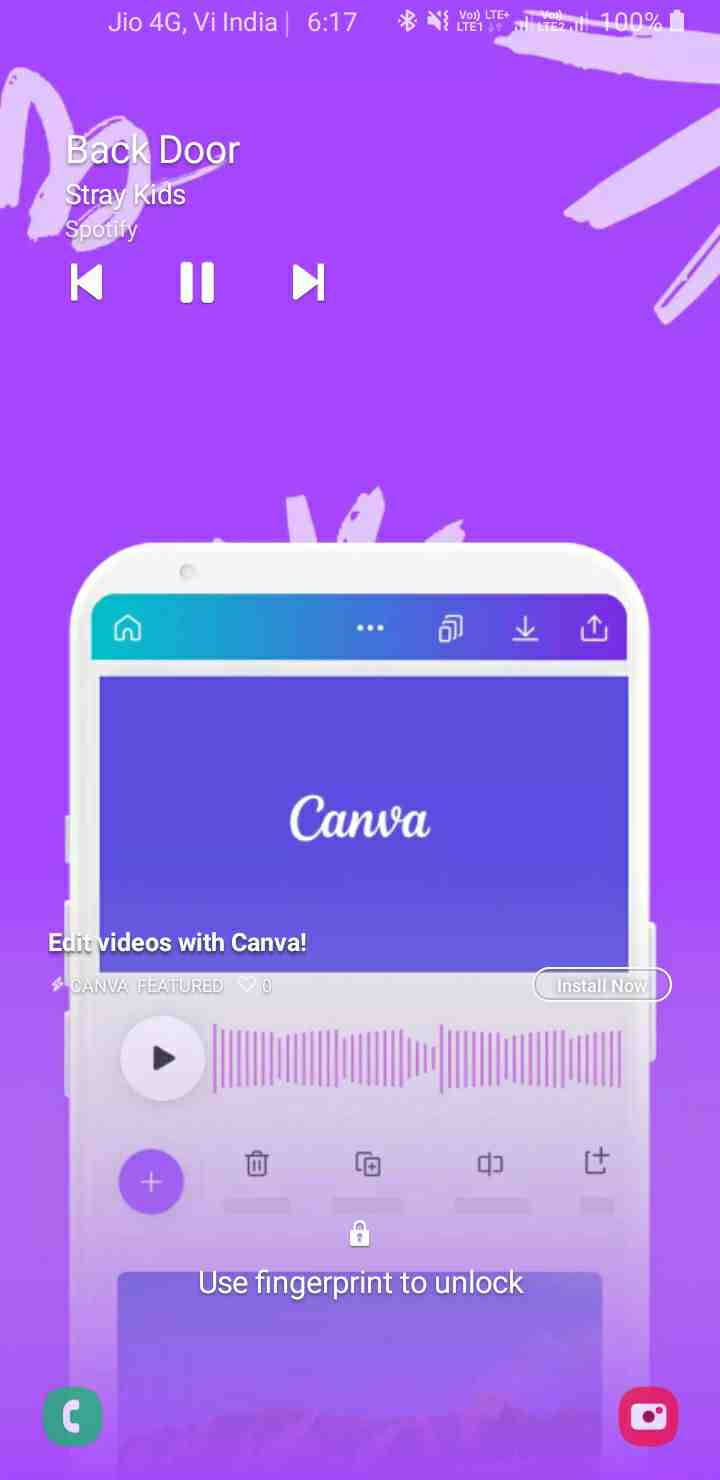 Jio 4G, Vi India | 6:17 Vo)) LTE+ LTE1 Vo)) LTE2 100%
Back Door
Stray Kids
Spotify
Canva
Edit videos with Canva!
CANVA FEATURED 0
Install Now
Use fingerprint to unlock